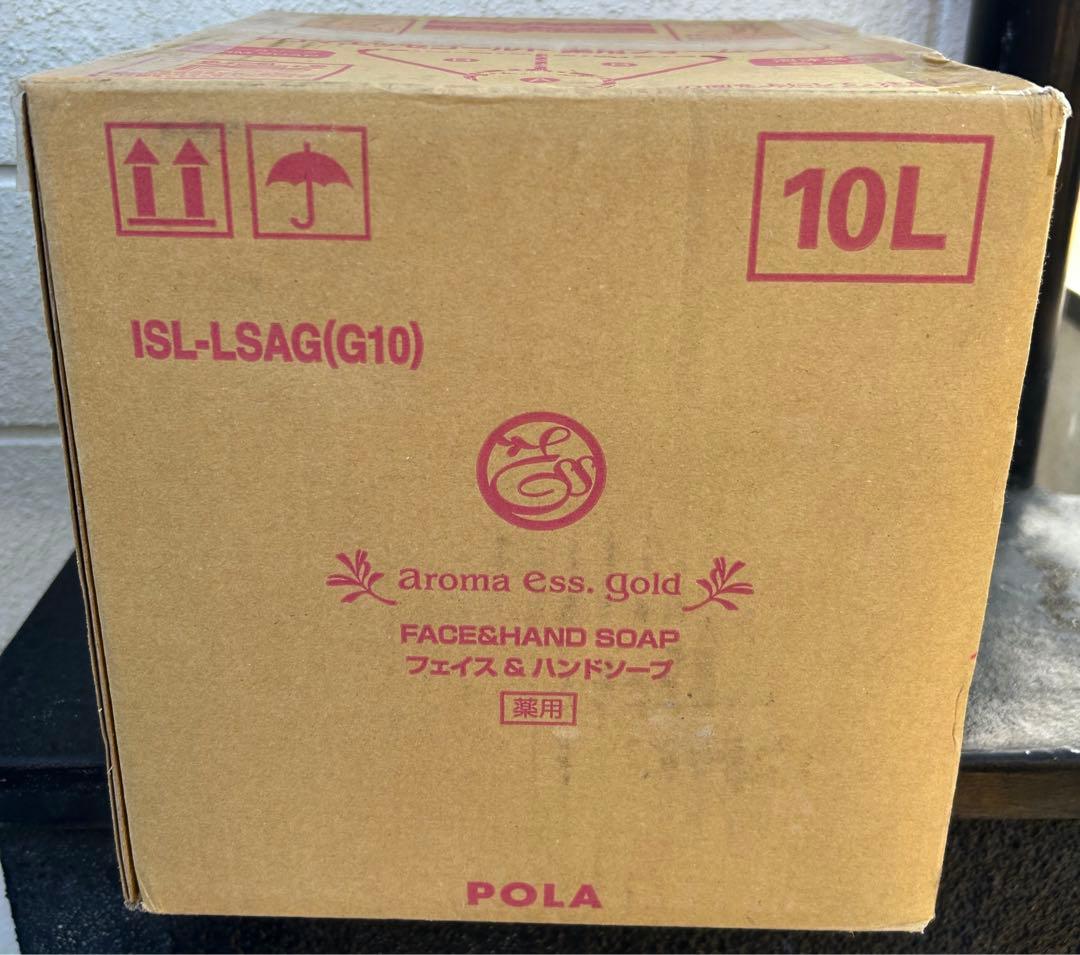 10L
ISL-LSAG(G10)
Ess
aroma ess. gold
FACE&HAND SOAP
フェイス & ハンドソープ
薬用
POLA